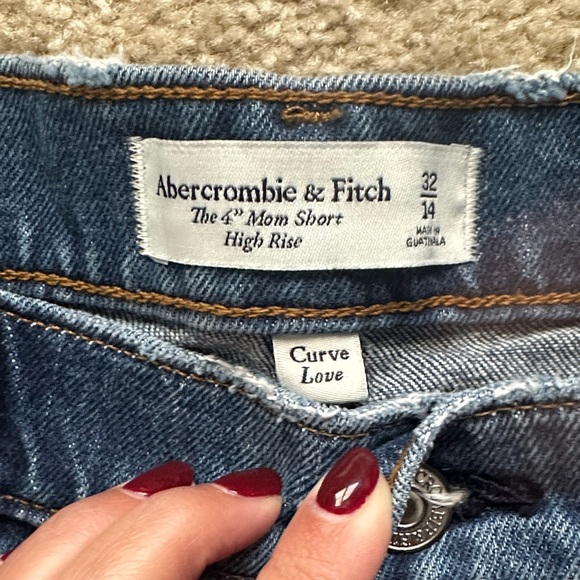 Abercrombie & Fitch
The 4" Mom Short
High Rise
32
14
MADE IN
GUATEMALA
Curve
Love